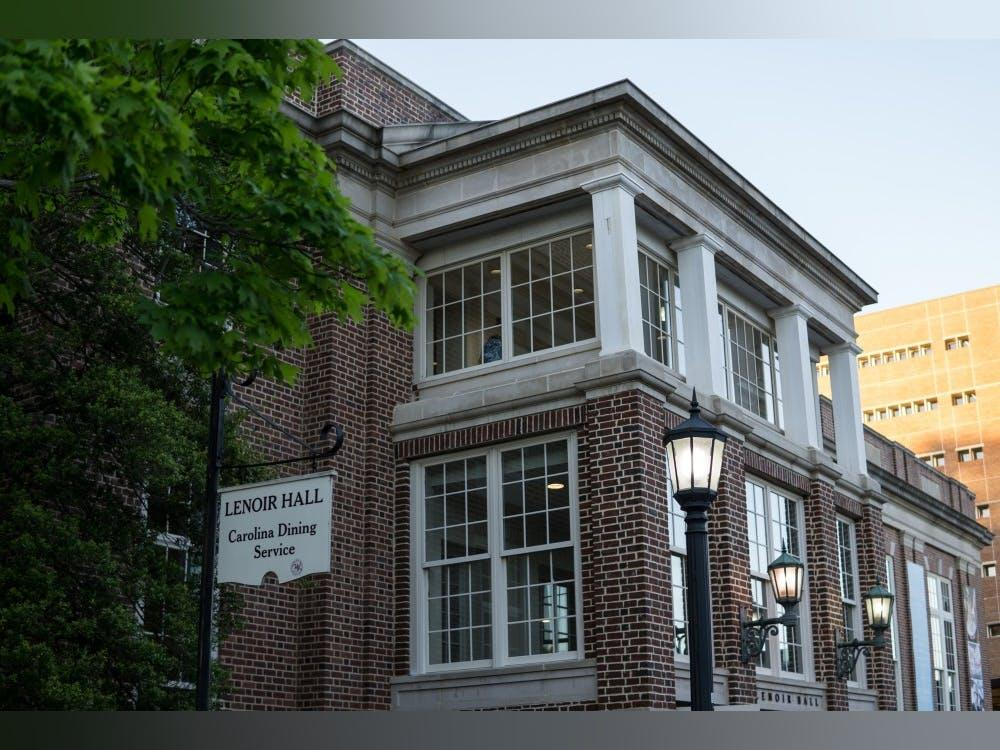 LENOIR HALL
Carolina Dining
Service
ENOIR HALL